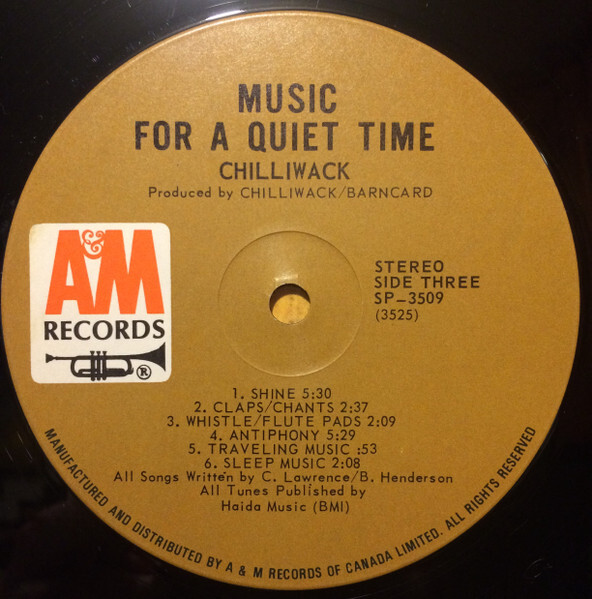 MUSIC
FOR A QUIET TIME
CHILLIWACK
Produced by CHILLIWACK/BARNCARD
A&M
RECORDS
®
STEREO
SIDE THREE
SP-3509
(3525)
1. SHINE 5:30
2. CLAPS/CHANTS 2:37
3. WHISTLE/FLUTE PADS 2:09
4. ANTIPHONY 5:29
5. TRAVELING MUSIC :53
6. SLEEP MUSIC 2:08
All Songs Written by C. Lawrence/B. Henderson
All Tunes Published by
Haida Music (BMI)
MANUFACTURED AND DISTRIBUTED BY A & M RECORDS OF CANADA LIMITED. ALL RIGHTS RESERVED